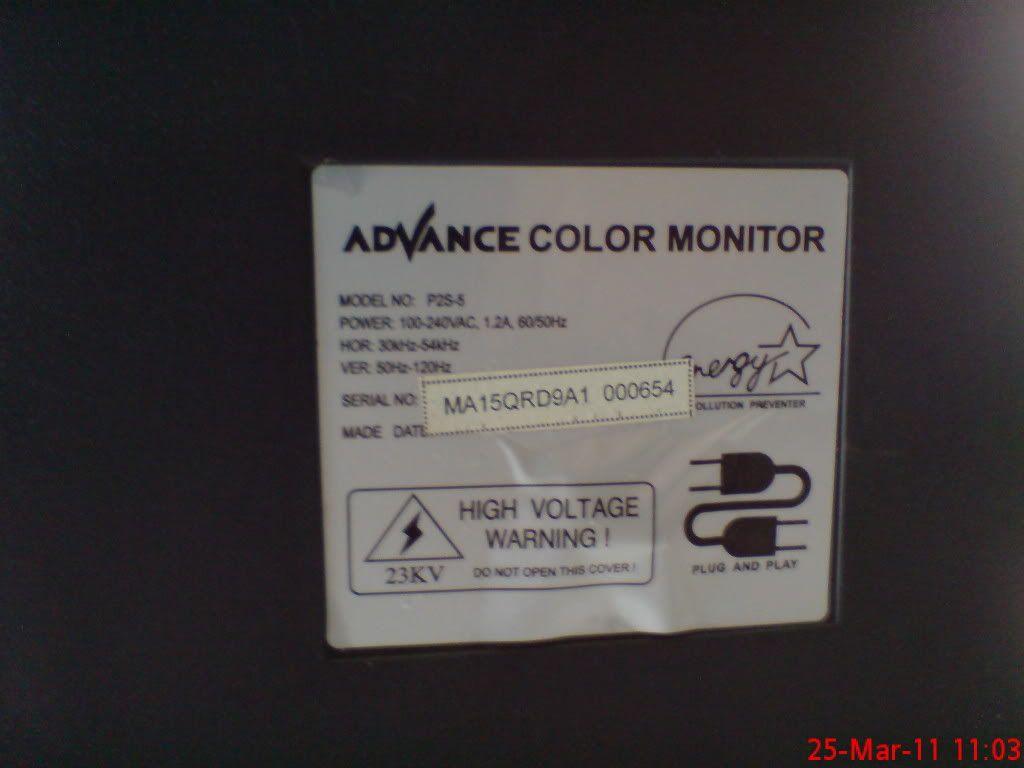 ADVANCE COLOR MONITOR
MODEL NO: P2S-5
POWER: 100-240VAC, 1.2A, 60/50Hz
HOR: 30kHz-54kHz
VER: 50Hz-120Hz
SERIAL NO: MA15QRD9A1 000654
MADE DATE
energy
OLLUTION PREVENTER
HIGH VOLTAGE
WARNING !
23KV DO NOT OPEN THIS COVER !
PLUG AND PLAY
25-Mar-11 11:03